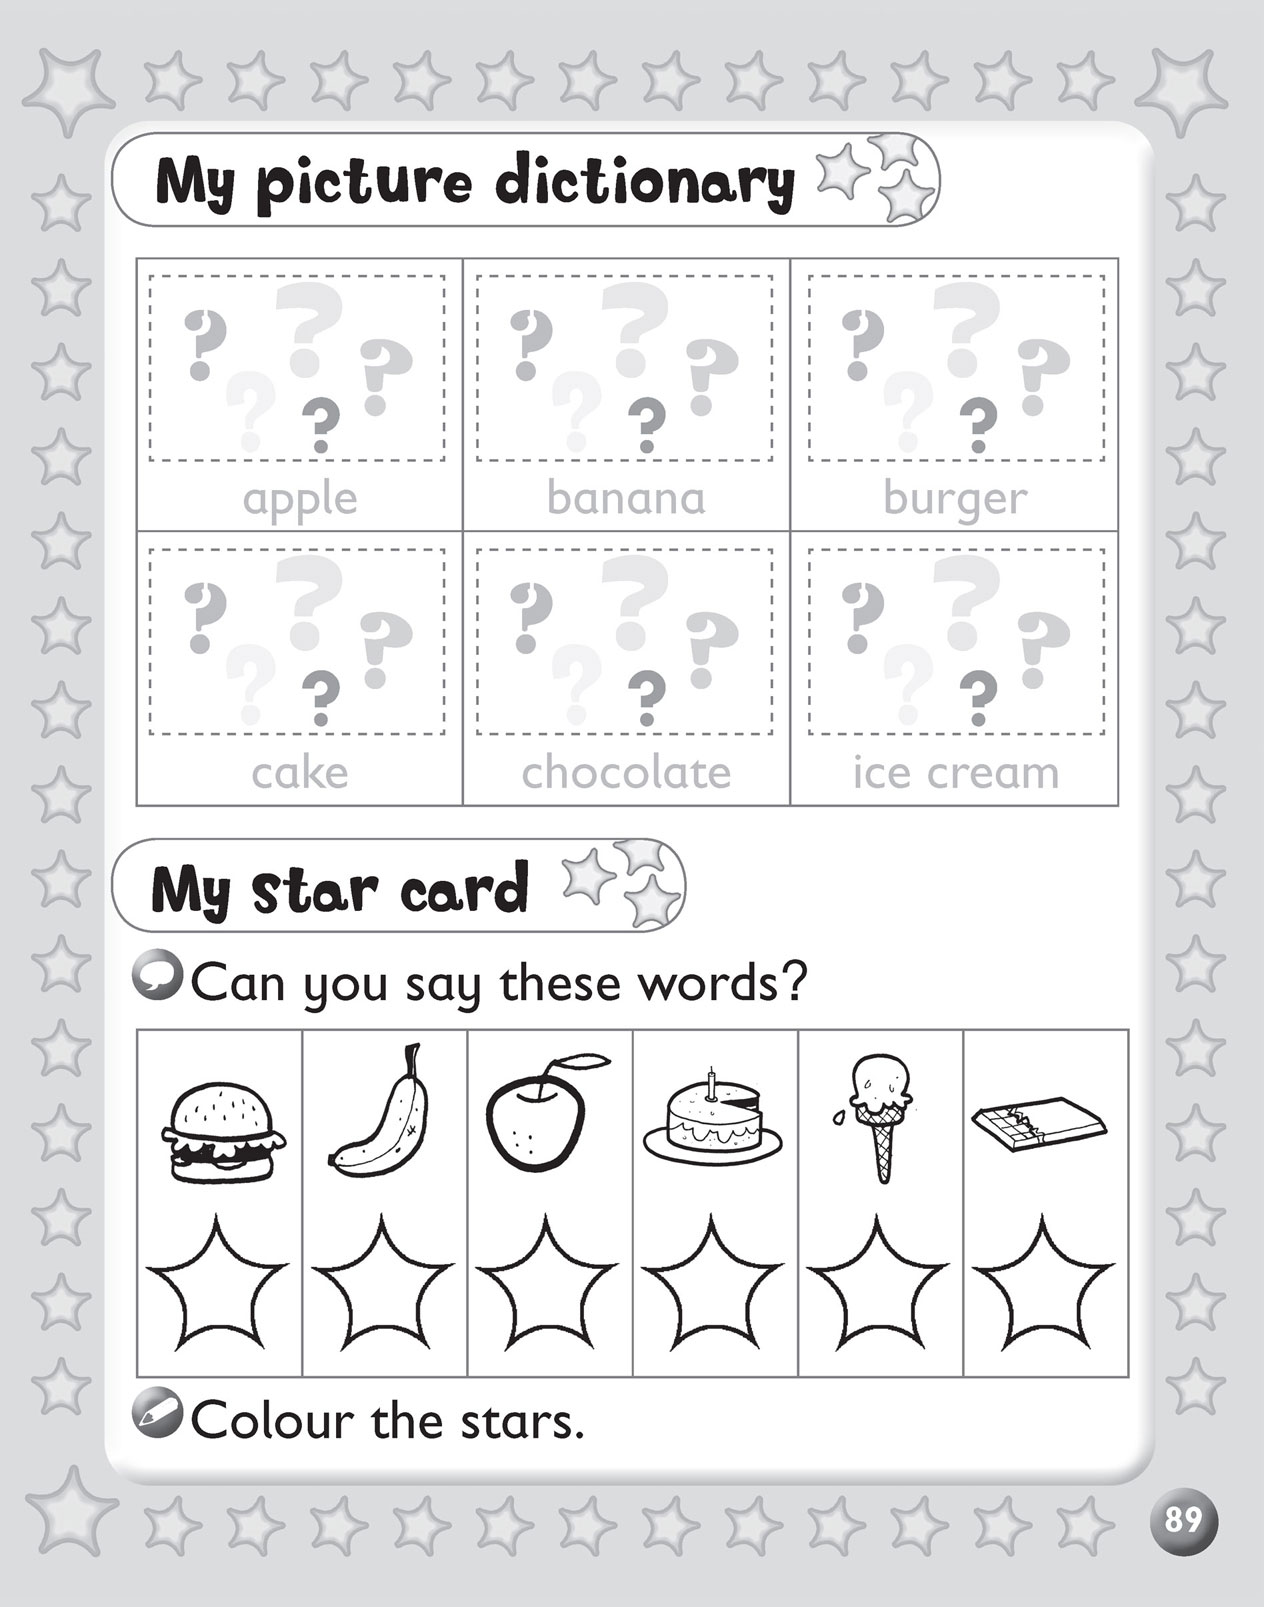 My picture dictionary
apple banana burger
cake chocolate ice cream
My star card
Can you say these words?
Colour the stars.
89